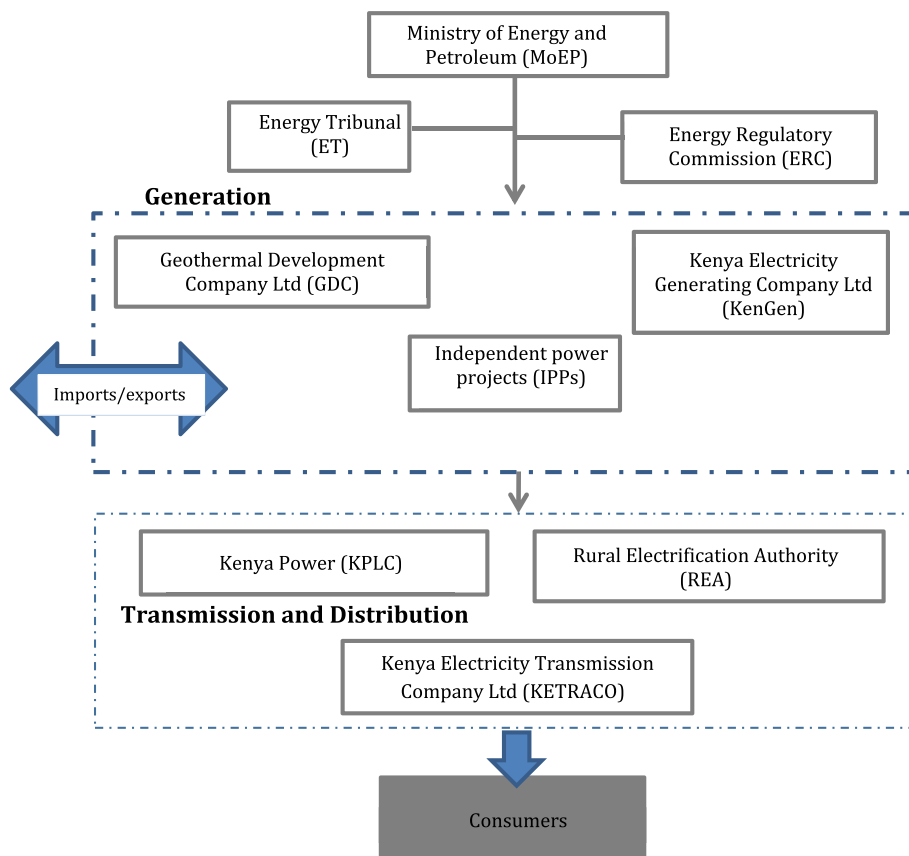 Ministry of Energy and
Petroleum (MoEP)
Energy Tribunal
(ET)
Energy Regulatory
Commission (ERC)
Generation
Geothermal Development
Company Ltd (GDC)
Kenya Electricity
Generating Company Ltd
(KenGen)
Independent power
projects (IPPs)
Imports/exports
Kenya Power (KPLC)
Rural Electrification Authority
(REA)
Transmission and Distribution
Kenya Electricity Transmission
Company Ltd (KETRACO)
Consumers